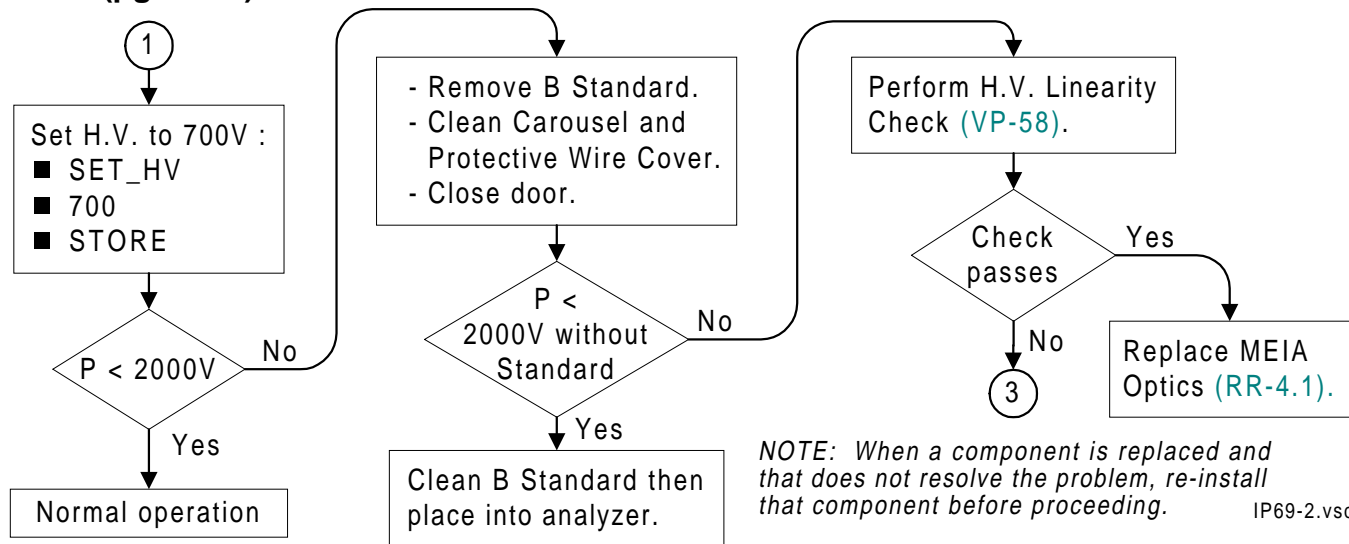 1
Set H.V. to 700V :
■ SET_HV
■ 700
■ STORE
P < 2000V
No
Yes
Normal operation
- Remove B Standard.
- Clean Carousel and
Protective Wire Cover.
- Close door.
P <
2000V without
Standard
No
Yes
Clean B Standard then
place into analyzer.
Perform H.V. Linearity
Check (VP-58).
Check
passes
Yes
No
3
Replace MEIA
Optics (RR-4.1).
NOTE: When a component is replaced and
that does not resolve the problem, re-install
that component before proceeding.
IP69-2.vsd